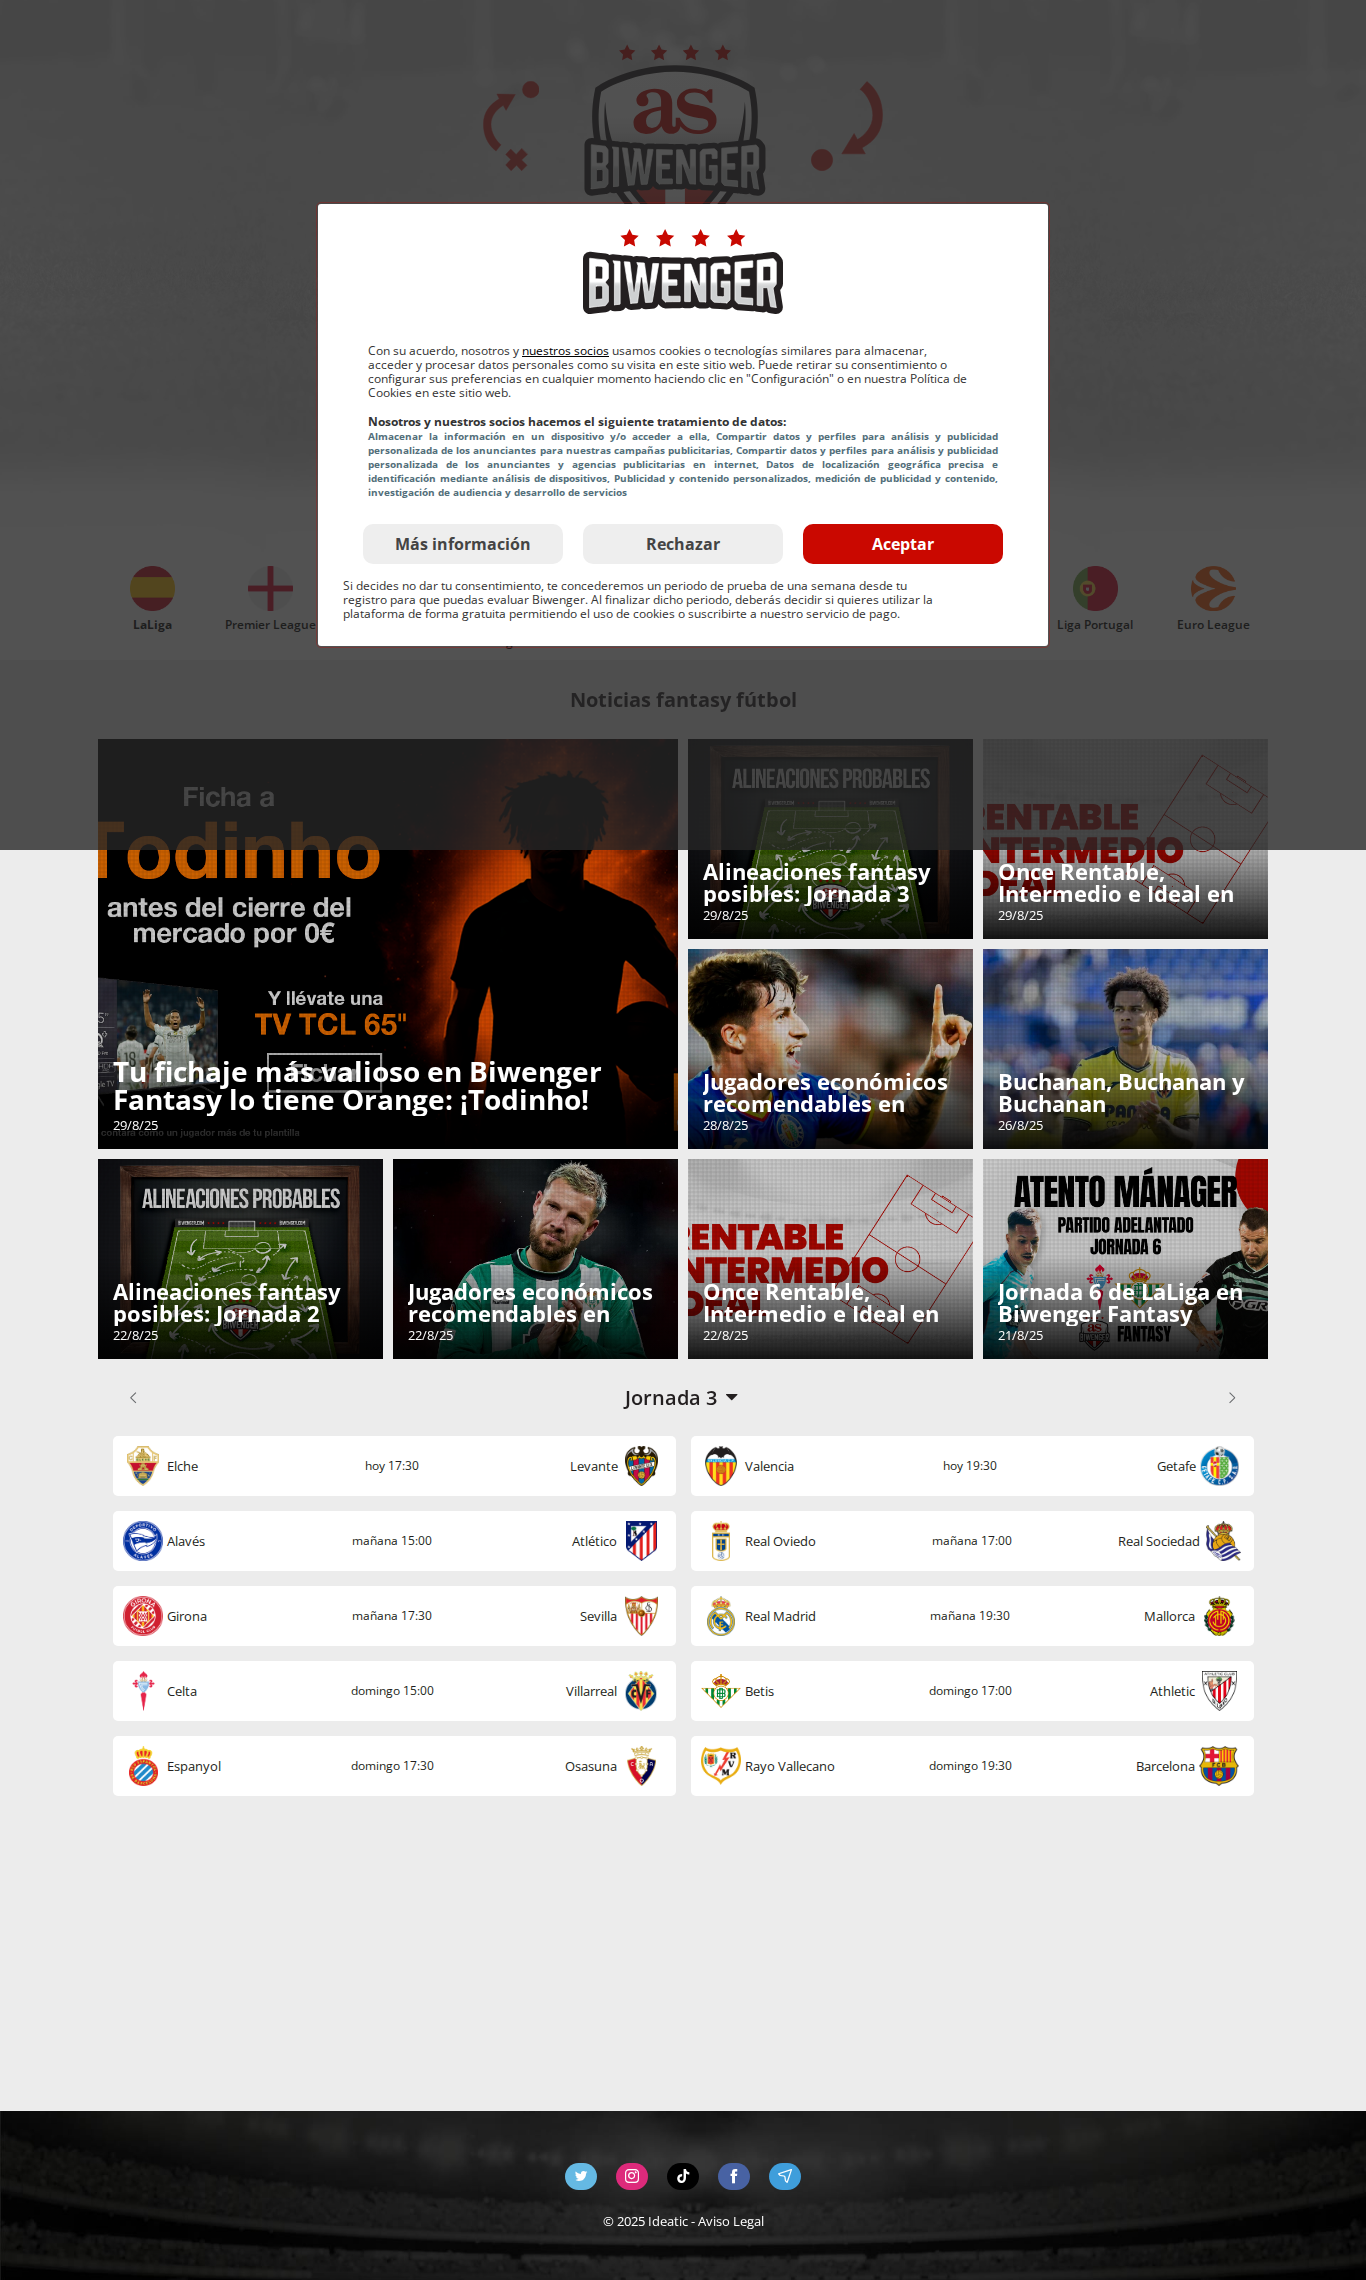 as
BIWENGER
BIWENGER
Con su acuerdo, nosotros y nuestros socios usamos cookies o tecnologías similares para almacenar,
acceder y procesar datos personales como su visita en este sitio web. Puede retirar su consentimiento o
configurar sus preferencias en cualquier momento haciendo clic en "Configuración" o en nuestra Política de
Cookies en este sitio web.
Nosotros y nuestros socios hacemos el siguiente tratamiento de datos:
Almacenar la información en un dispositivo y/o acceder a ella, Compartir datos y perfiles para análisis y publicidad
personalizada de los anunciantes para nuestras campañas publicitarias, Compartir datos y perfiles para análisis y publicidad
personalizada de los anunciantes y agencias publicitarias en internet, Datos de localización geográfica precisa e
identificación mediante análisis de dispositivos, Publicidad y contenido personalizados, medición de publicidad y contenido,
investigación de audiencia y desarrollo de servicios
Más información
Rechazar
Aceptar
Si decides no dar tu consentimiento, te concederemos un periodo de prueba de una semana desde tu
registro para que puedas evaluar Biwenger. Al finalizar dicho periodo, deberás decidir si quieres utilizar la
plataforma de forma gratuita permitiendo el uso de cookies o suscribirte a nuestro servicio de pago.
LaLiga
Premier League
Liga Portugal
Euro League
Noticias fantasy fútbol
Ficha a
Todinho
antes del cierre del
mercado por 0€
Y llévate una
TV TCL 65"
Tu fichaje más valioso en Biwenger
Fantasy lo tiene Orange: ¡Todinho!
29/8/25
contará como un jugador más de tu plantilla
ALINEACIONES PROBABLES
Alineaciones fantasy
posibles: Jornada 3
29/8/25
RENTABLE
INTERMEDIO
Once Rentable,
Intermedio e Ideal en
29/8/25
Jugadores económicos
recomendables en
28/8/25
Buchanan, Buchanan y
Buchanan
26/8/25
ALINEACIONES PROBABLES
BIWENGER.COM
BIWENGER.COM
Alineaciones fantasy
posibles: Jornada 2
22/8/25
Jugadores económicos
recomendables en
22/8/25
RENTABLE
INTERMEDIO
Once Rentable,
Intermedio e Ideal en
22/8/25
ATENTO MÁNAGER
PARTIDO ADELANTADO
JORNADA 6
Jornada 6 de LaLiga en
Biwenger Fantasy
FANTASY
21/8/25
Jornada 3
Elche
hoy 17:30
Levante
Valencia
hoy 19:30
Getafe
Alavés
mañana 15:00
Atlético
Real Oviedo
mañana 17:00
Real Sociedad
Girona
mañana 17:30
Sevilla
Real Madrid
mañana 19:30
Mallorca
Celta
domingo 15:00
Villarreal
Betis
domingo 17:00
Athletic
Espanyol
domingo 17:30
Osasuna
Rayo Vallecano
domingo 19:30
Barcelona
© 2025 Ideatic - Aviso Legal